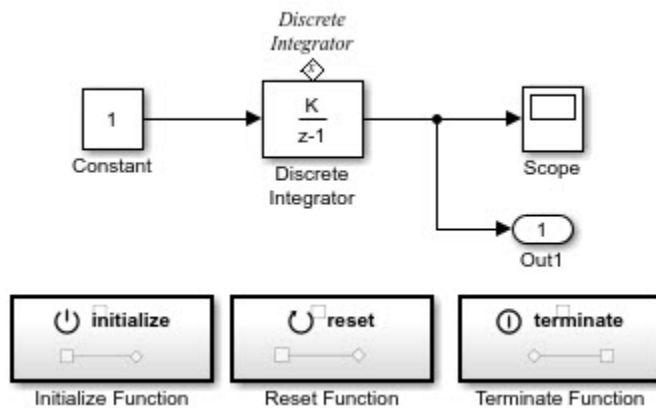 Discrete
Integrator
x
1
K
z-1
Constant
Discrete
Integrator
Scope
1
Out1
initialize
reset
terminate
Initialize Function
Reset Function
Terminate Function